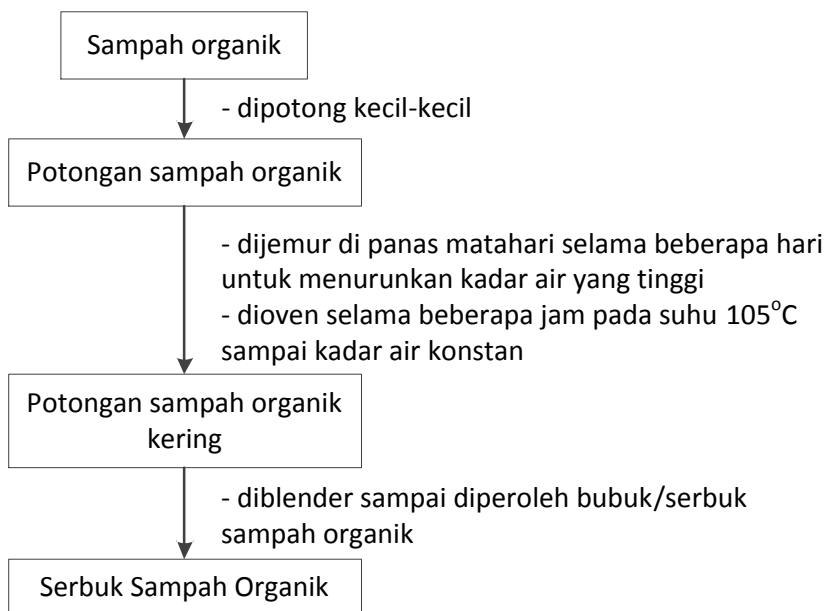 Sampah organik
- dipotong kecil-kecil
Potongan sampah organik
- dijemur di panas matahari selama beberapa hari
untuk menurunkan kadar air yang tinggi
- dioven selama beberapa jam pada suhu 105°C
sampai kadar air konstan
Potongan sampah organik
kering
- diblender sampai diperoleh bubuk/serbuk
sampah organik
Serbuk Sampah Organik